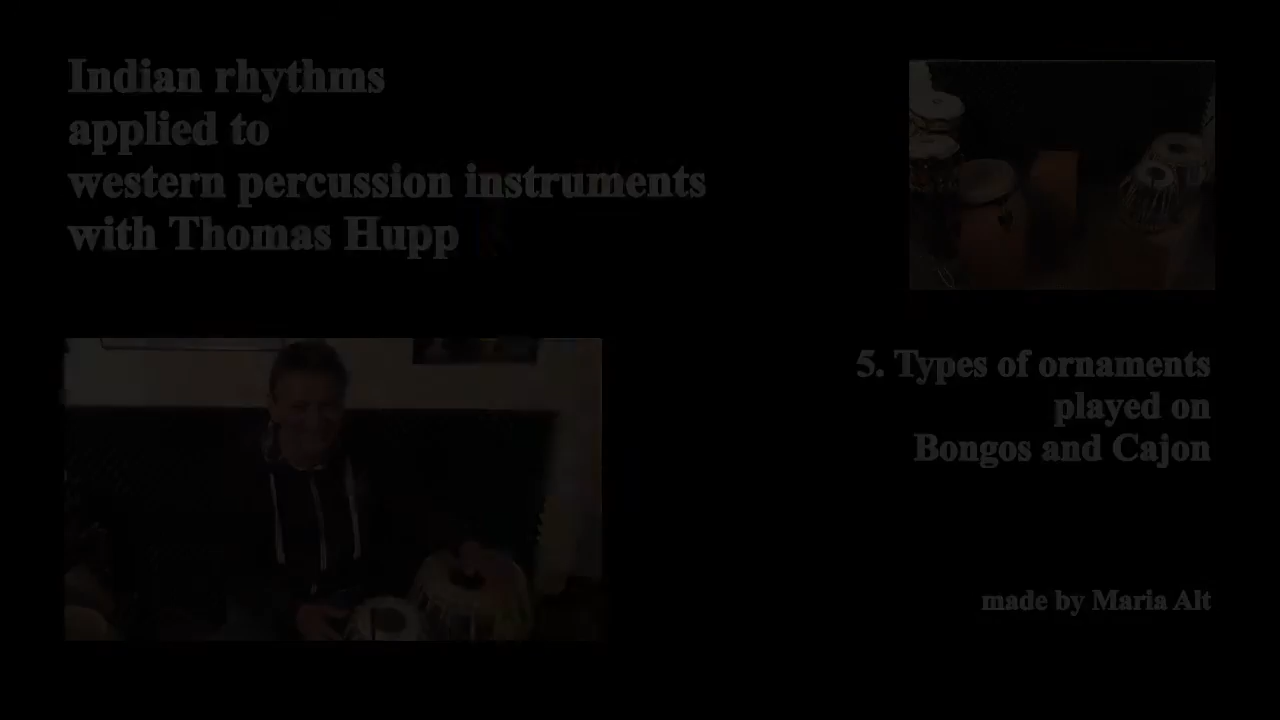 Indian rhythms
applied to
western percussion instruments
with Thomas Hupp
5. Types of ornaments
played on
Bongos and Cajon
made by Maria Alt